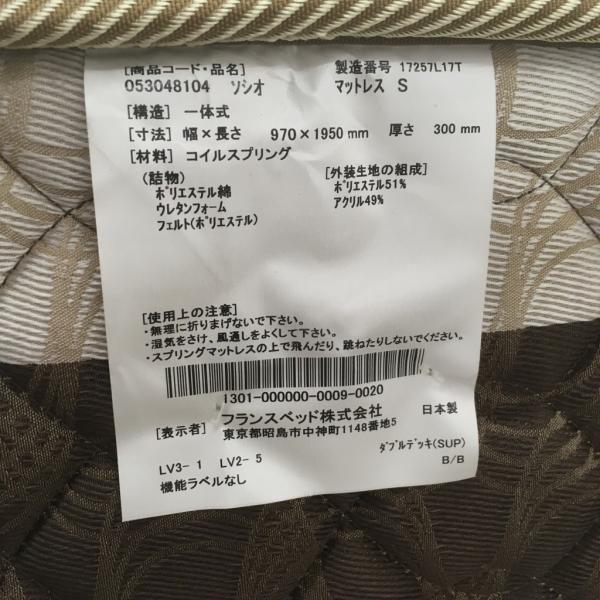 [商品コード・品名] 製造番号 17257L17T
053048104 ソシオ マットレス S
[構造] 一体式
[寸法] 幅×長さ 970×1950mm 厚さ 300mm
[材料] コイルスプリング
(詰物) [外装生地の組成]
ポリエステル綿 ポリエステル51%
ウレタンフォーム アクリル49%
フェルト(ポリエステル)
[使用上の注意]
・無理に折りまげないで下さい。
・湿気をさけ、風通しをよくして下さい。
・スプリングマットレスの上で飛んだり、跳ねたりしないでください。
1301-000000-0009-0020
[表示者] フランスベッド株式会社 日本製
東京都昭島市中神町1148番地5
ダブルデッキ(SUP)
LV3- 1 LV2- 5 B/B
機能ラベルなし